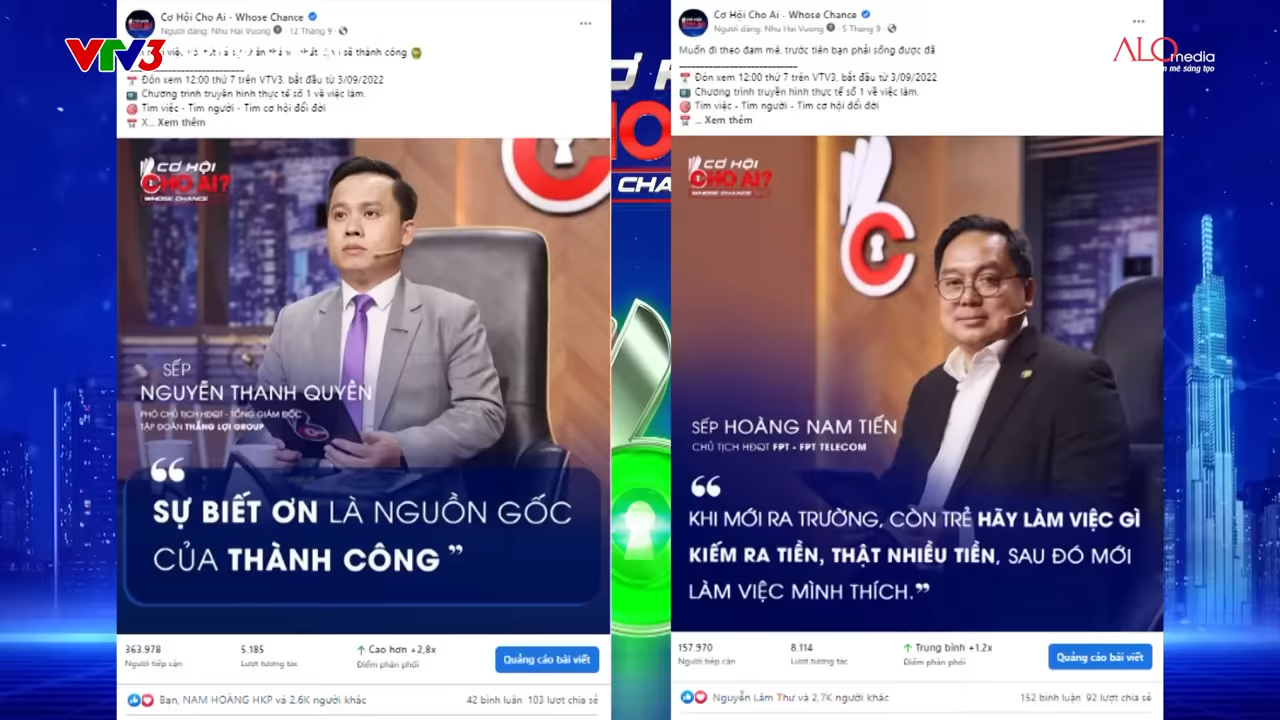 VTV3
ALO media
m mê sáng tạo
Cơ Hội Cho Ai - Whose Chance
Người đăng: Nhu Hai Vuong · 12 Tháng 9
sẽ thành công
Đón xem 12:00 thứ 7 trên VTV3, bắt đầu từ 3/09/2022
Chương trình truyền hình thực tế số 1 về việc làm.
Tìm việc - Tìm người - Tìm cơ hội đổi đời
X... Xem thêm
CƠ HỘI
CHO AI?
WHOSE CHANCE
SẾP
NGUYỄN THANH QUYỀN
PHÓ CHỦ TỊCH HĐQT - TỔNG GIÁM ĐỐC
TẬP ĐOÀN THẮNG LỢI GROUP
“
SỰ BIẾT ƠN LÀ NGUỒN GỐC
CỦA THÀNH CÔNG ”
363.978 5.185 Cao hơn +2,8x
Người tiếp cận Lượt tương tác Điểm phân phối
Quảng cáo bài viết
Bạn, NAM HOÀNG HKP và 2,6K người khác 42 bình luận 103 lượt chia sẻ
Cơ Hội Cho Ai - Whose Chance
Người đăng: Nhu Hai Vuong · 5 Tháng 9
Muốn đi theo đam mê, trước tiên bạn phải sống được đã
Đón xem 12:00 thứ 7 trên VTV3, bắt đầu từ 3/09/2022
Chương trình truyền hình thực tế số 1 về việc làm.
Tìm việc - Tìm người - Tìm cơ hội đổi đời
... Xem thêm
CƠ HỘI
CHO AI?
WHOSE CHANCE
SẾP HOÀNG NAM TIẾN
CHỦ TỊCH HĐQT FPT - FPT TELECOM
“
KHI MỚI RA TRƯỜNG, CÒN TRẺ HÃY LÀM VIỆC GÌ
KIẾM RA TIỀN, THẬT NHIỀU TIỀN, SAU ĐÓ MỚI
LÀM VIỆC MÌNH THÍCH.”
157.970 8.114 Trung bình +1,2x
Người tiếp cận Lượt tương tác Điểm phân phối
Quảng cáo bài viết
Nguyễn Lâm Thư và 2,7K người khác 152 bình luận 92 lượt chia sẻ